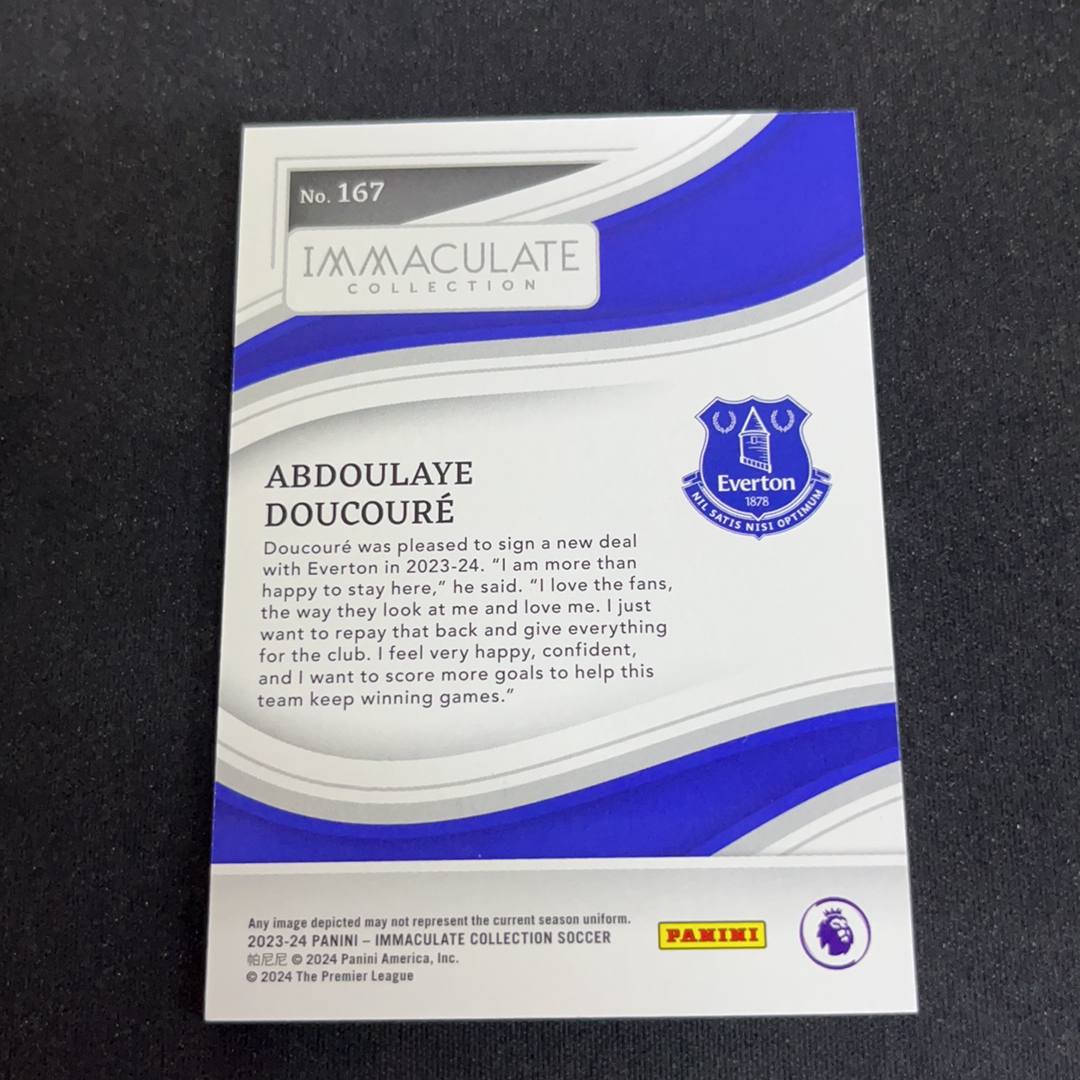 No. 167
IMMACULATE
COLLECTION
Everton
1878
NIL SATIS NISI OPTIMUM
ABDOULAYE
DOUCOURÉ
Doucouré was pleased to sign a new deal
with Everton in 2023-24. “I am more than
happy to stay here,” he said. “I love the fans,
the way they look at me and love me. I just
want to repay that back and give everything
for the club. I feel very happy, confident,
and I want to score more goals to help this
team keep winning games.”
Any image depicted may not represent the current season uniform.
2023-24 PANINI – IMMACULATE COLLECTION SOCCER
帕尼尼 © 2024 Panini America, Inc.
© 2024 The Premier League
PANINI